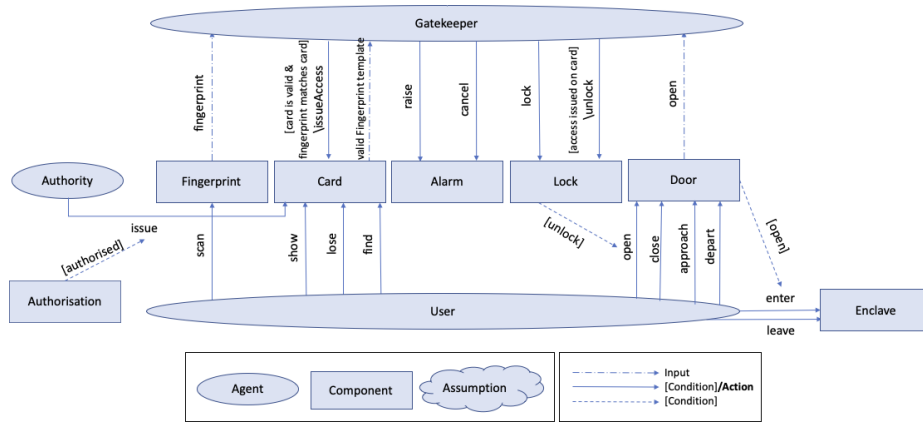 Gatekeeper
fingerprint
[card is valid &
fingerprint matches card]
\issueAccess
valid Fingerprint template
raise
cancel
lock
[access issued on card]
\unlock
open
Authority
Fingerprint
Card
Alarm
Lock
Door
issue
[authorised]
scan
show
lose
find
[unlock]
open
close
approach
depart
[open]
Authorisation
User
enter
leave
Enclave
Agent
Component
Assumption
Input
[Condition]/Action
[Condition]